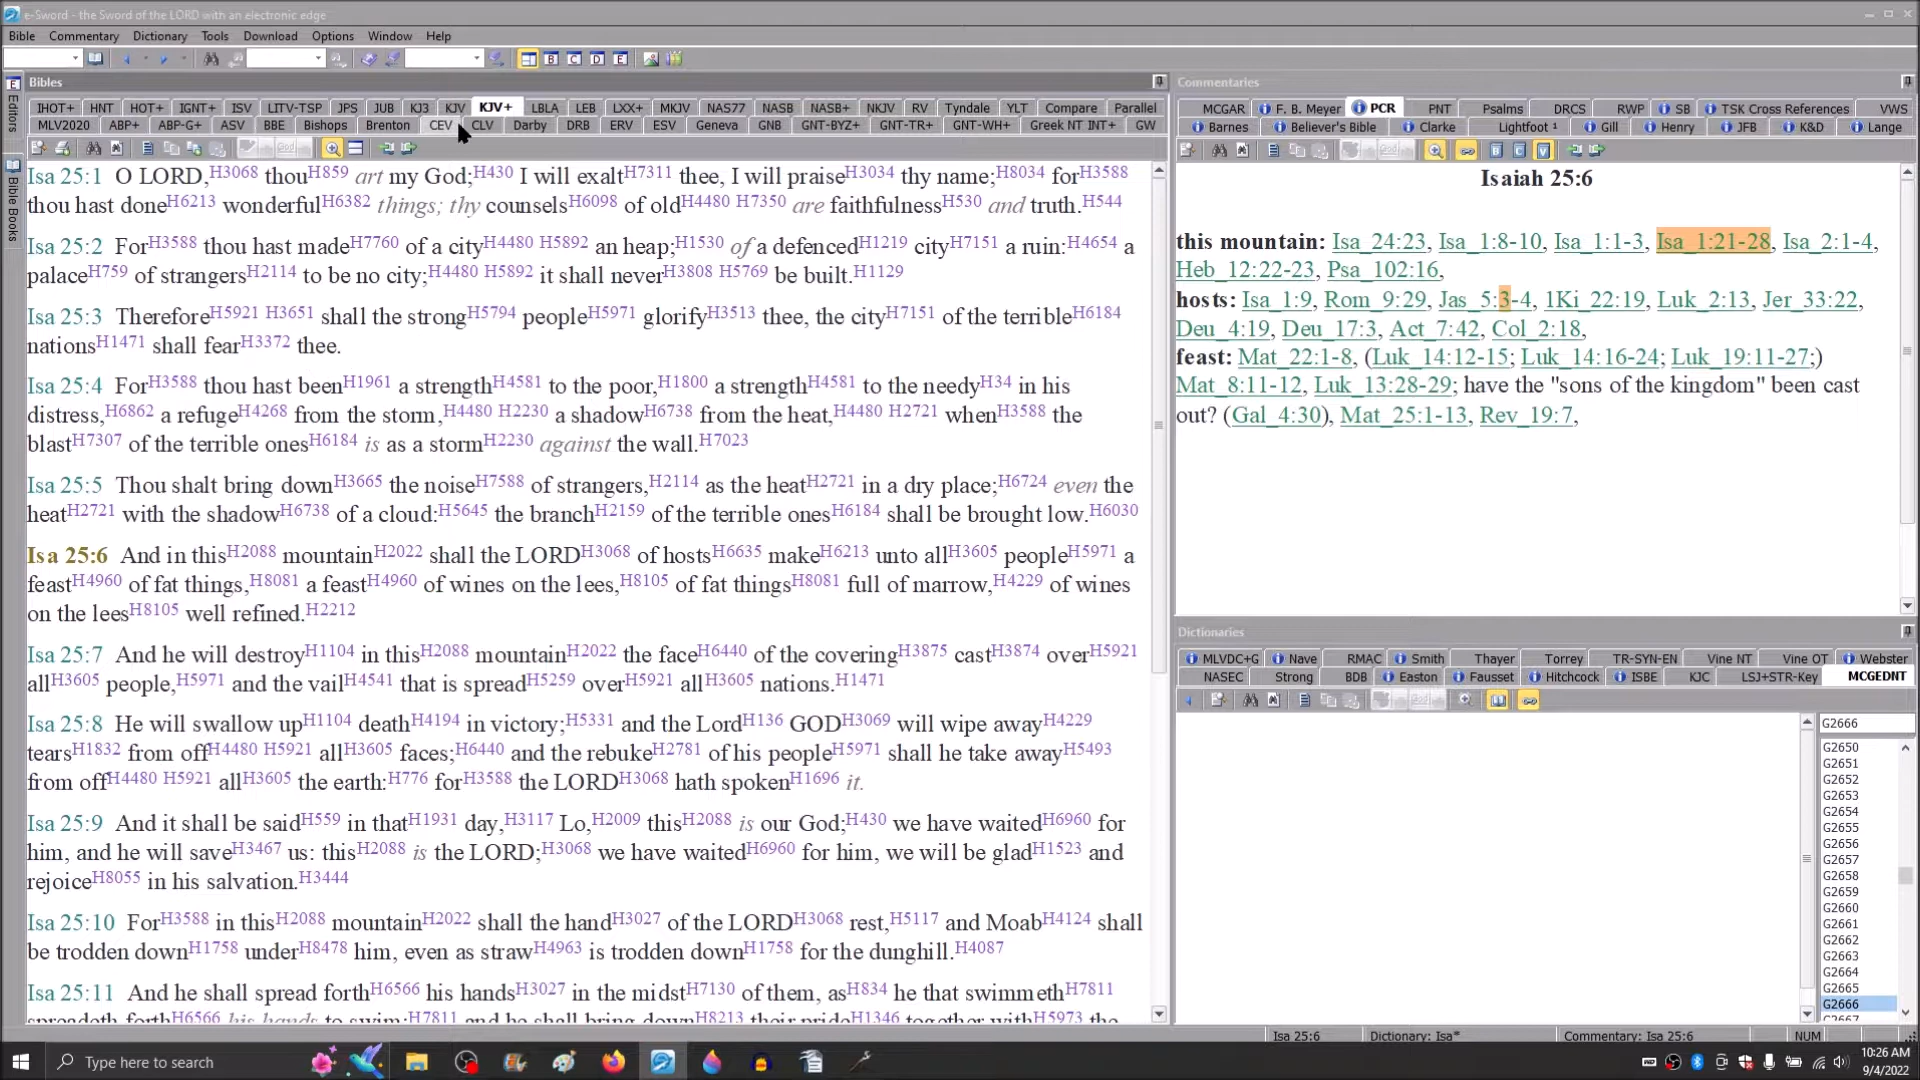 e-Sword - the Sword of the LORD with an electronic edge
Bible Commentary Dictionary Tools Download Options Window Help
B C D E
Editors
Bible Books
Bibles
IHOT+ HNT HOT+ IGNT+ ISV LITV-TSP JPS JUB KJ3 KJV KJV+ LBLA LEB LXX+ MKJV NAS77 NASB NASB+ NKJV RV Tyndale YLT Compare Parallel
MLV2020 ABP+ ABP-G+ ASV BBE Bishops Brenton CEV CLV Darby DRB ERV ESV Geneva GNB GNT-BYZ+ GNT-TR+ GNT-WH+ Greek NT INT+ GW
Isa 25:1 O LORD,H3068 thouH859 art my God;H430 I will exaltH7311 thee, I will praiseH3034 thy name;H8034 forH3588
thou hast doneH6213 wonderfulH6382 things; thy counselsH6098 of oldH4480 H7350 are faithfulnessH530 and truth.H544
Isa 25:2 ForH3588 thou hast madeH7760 of a cityH4480 H5892 an heap;H1530 of a defencedH1219 cityH5892 a ruin:H4654 a
palaceH759 of strangersH2114 to be no city;H4480 H5892 it shall neverH3808 H5769 be built.H1129
Isa 25:3 ThereforeH5921 H3651 shall the strongH5794 peopleH5971 glorifyH3513 thee, the cityH7151 of the terribleH6184
nationsH1471 shall fearH3372 thee.
Isa 25:4 ForH3588 thou hast beenH1961 a strengthH4581 to the poor,H1800 a strengthH4581 to the needyH34 in his
distress,H6862 a refugeH4268 from the storm,H4480 H2230 a shadowH6738 from the heat,H4480 H2721 whenH3588 the
blastH7307 of the terrible onesH6184 is as a stormH2230 against the wall.H7023
Isa 25:5 Thou shalt bring downH3665 the noiseH7588 of strangers,H2114 as the heatH2721 in a dry place;H6724 even the
heatH2721 with the shadowH6738 of a cloud:H5645 the branchH2159 of the terrible onesH6184 shall be brought low.H6030
Isa 25:6 And in thisH2088 mountainH2022 shall the LORDH3068 of hostsH6635 makeH6213 unto allH3605 peopleH5971 a
feastH4960 of fat things,H8081 a feastH4960 of wines on the lees,H8105 of fat thingsH8081 full of marrow,H4229 of wines
on the leesH8105 well refined.H2212
Isa 25:7 And he will destroyH1104 in thisH2088 mountainH2022 the faceH6440 of the coveringH3875 castH3874 overH5921
allH3605 people,H5971 and the vailH4541 that is spreadH5259 overH5921 allH3605 nations.H1471
Isa 25:8 He will swallow upH1104 deathH4194 in victory;H5331 and the LordH136 GODH3069 will wipe awayH4229
tearsH1832 from offH4480 H5921 allH3605 faces;H6440 and the rebukeH2781 of his peopleH5971 shall he take awayH5493
from offH4480 H5921 allH3605 the earth:H776 forH3588 the LORDH3068 hath spokenH1696 it.
Isa 25:9 And it shall be saidH559 in thatH1931 day,H3117 Lo,H2009 thisH2088 is our God;H430 we have waitedH6960 for
him, and he will saveH3467 us: thisH2088 is the LORD;H3068 we have waitedH6960 for him, we will be gladH1523 and
rejoiceH8055 in his salvation.H3444
Isa 25:10 ForH3588 in thisH2088 mountainH2022 shall the handH3027 of the LORDH3068 rest,H5117 and MoabH4124 shall
be trodden downH1758 underH8478 him, even as strawH4963 is trodden downH1758 for the dunghill.H4087
Isa 25:11 And he shall spread forthH6566 his handsH3027 in the midstH7130 of them, asH834 he that swimmethH7811
spreadeth forthH6566 his hands to swim:H7811 and he shall bring downH8213 their prideH1346 together withH5973 the
Commentaries
MCGAR F. B. Meyer PCR PNT Psalms DRCS RWP SB TSK Cross References VWS
Barnes Believer's Bible Clarke Lightfoot ¹ Gill Henry JFB K&D Lange
B C V
Isaiah 25:6
this mountain: Isa_24:23, Isa_1:8-10, Isa_1:1-3, Isa_1:21-28, Isa_2:1-4,
Heb_12:22-23, Psa_102:16,
hosts: Isa_1:9, Rom_9:29, Jas_5:3-4, 1Ki_22:19, Luk_2:13, Jer_33:22,
Deu_4:19, Deu_17:3, Act_7:42, Col_2:18,
feast: Mat_22:1-8, (Luk_14:12-15; Luk_14:16-24; Luk_19:11-27;)
Mat_8:11-12, Luk_13:28-29; have the "sons of the kingdom" been cast
out? (Gal_4:30), Mat_25:1-13, Rev_19:7,
Dictionaries
MLVDC+G Nave RMAC Smith Thayer Torrey TR-SYN-EN Vine NT Vine OT Webster
NASEC Strong BDB Easton Fausset Hitchcock ISBE KJC LSJ+STR-Key MCGEDNT
G2666
G2650
G2651
G2652
G2653
G2654
G2655
G2656
G2657
G2658
G2659
G2660
G2661
G2662
G2663
G2664
G2665
G2666
G2667
Isa 25:6 Dictionary: Isa* Commentary: Isa 25:6 NUM
Type here to search
10:26 AM
9/4/2022